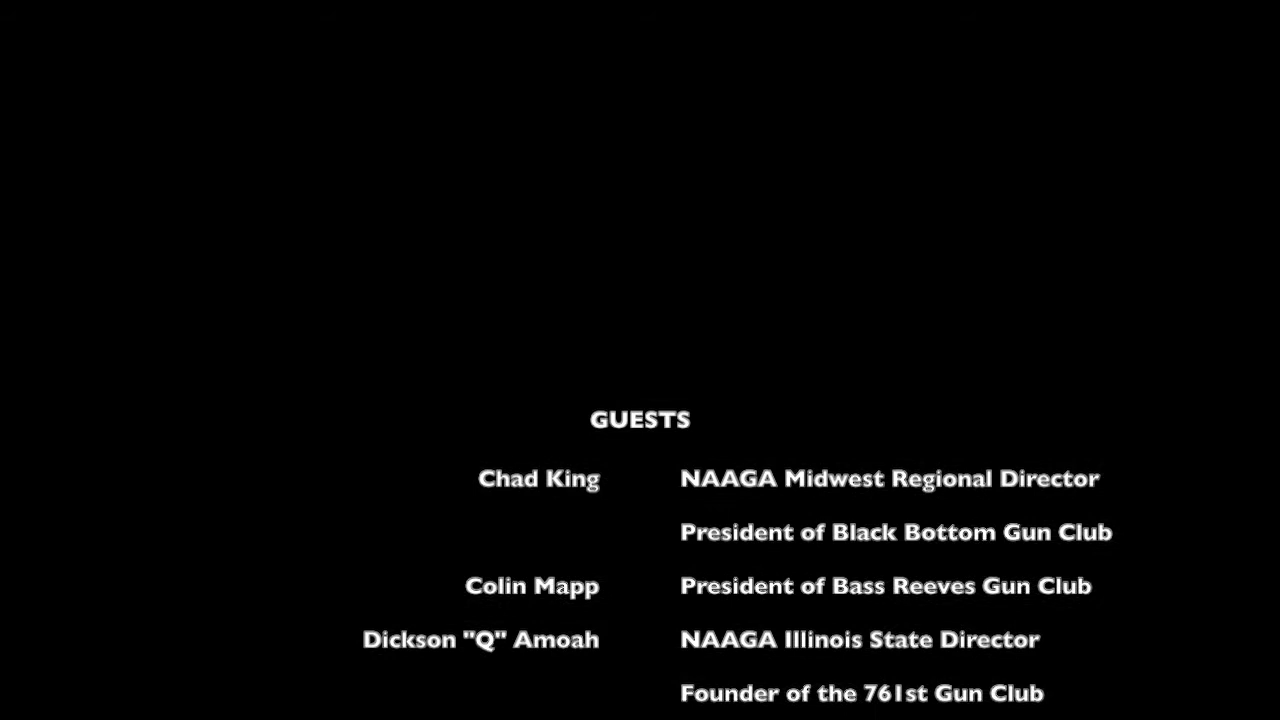 GUESTS
Chad King NAAGA Midwest Regional Director
President of Black Bottom Gun Club
Colin Mapp President of Bass Reeves Gun Club
Dickson "Q" Amoah NAAGA Illinois State Director
Founder of the 761st Gun Club